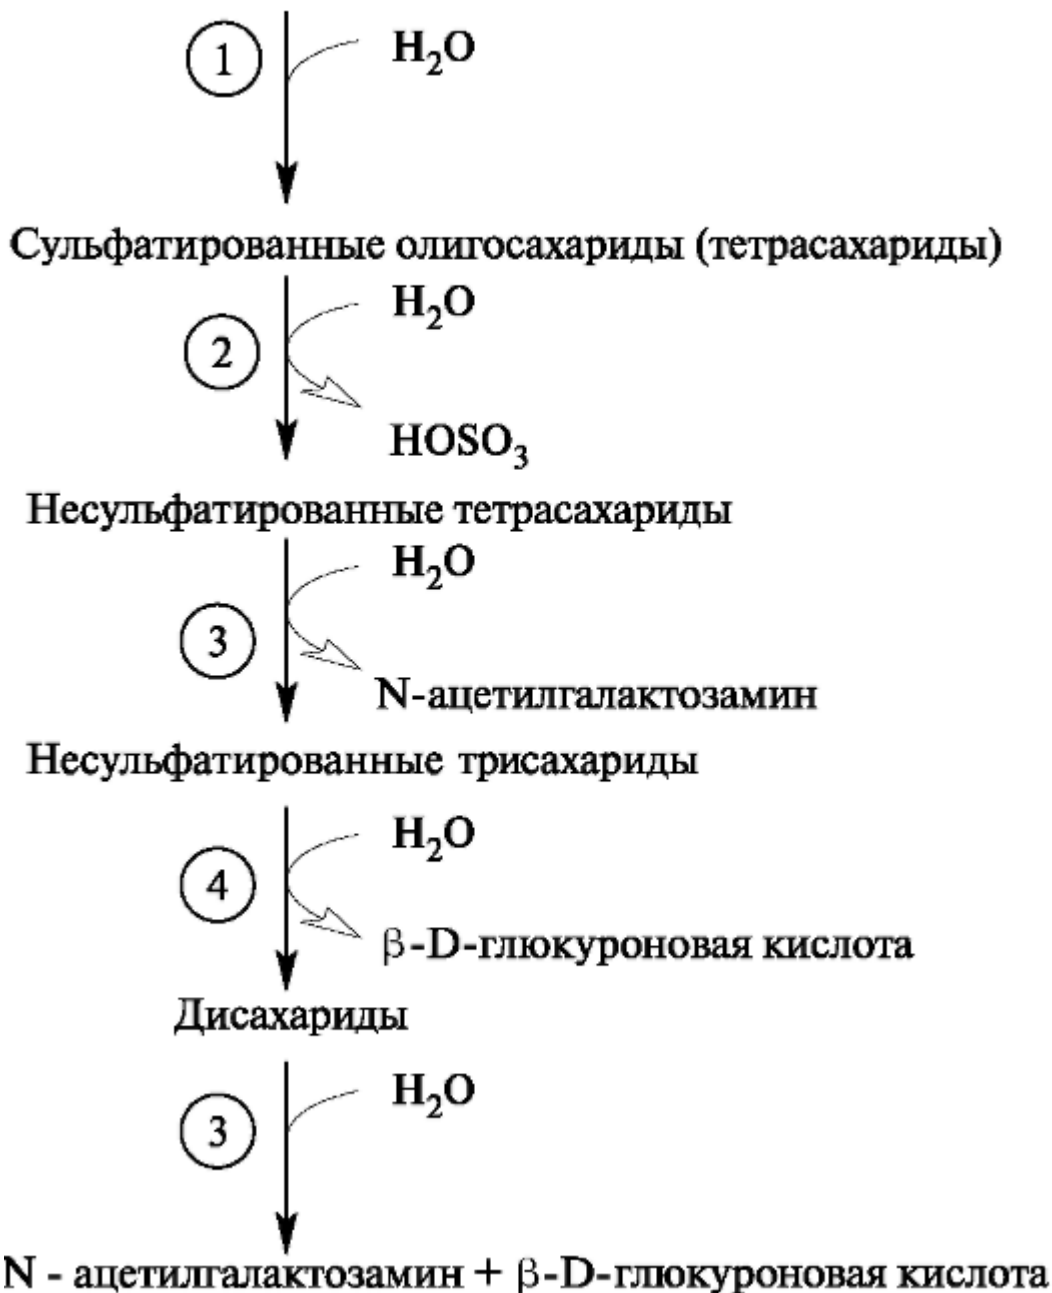 1
H₂O
Сульфатированные олигосахариды (тетрасахариды)
H₂O
2
HOSO₃
Несульфатированные тетрасахариды
H₂O
3
N-ацетилгалактозамин
Несульфатированные трисахариды
H₂O
4
β-D-глюкуроновая кислота
Дисахариды
H₂O
3
N - ацетилгалактозамин + β-D-глюкуроновая кислота